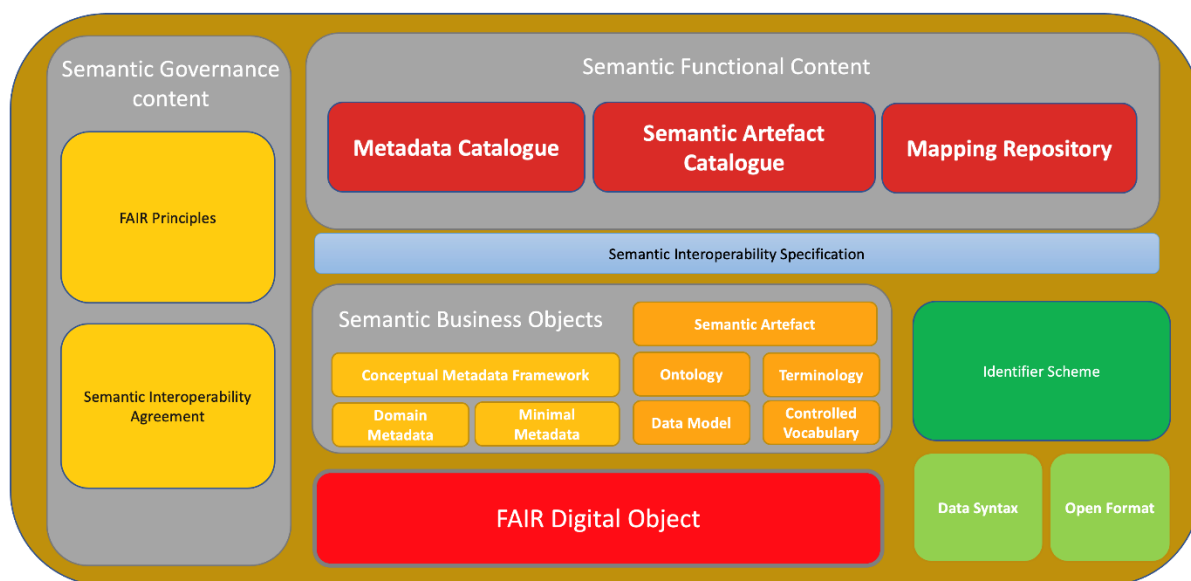 Semantic Governance
content
FAIR Principles
Semantic Interoperability
Agreement
Semantic Functional Content
Metadata Catalogue
Semantic Artefact
Catalogue
Mapping Repository
Semantic Interoperability Specification
Semantic Business Objects
Conceptual Metadata Framework
Domain
Metadata
Minimal
Metadata
Semantic Artefact
Ontology
Terminology
Data Model
Controlled
Vocabulary
Identifier Scheme
FAIR Digital Object
Data Syntax
Open Format